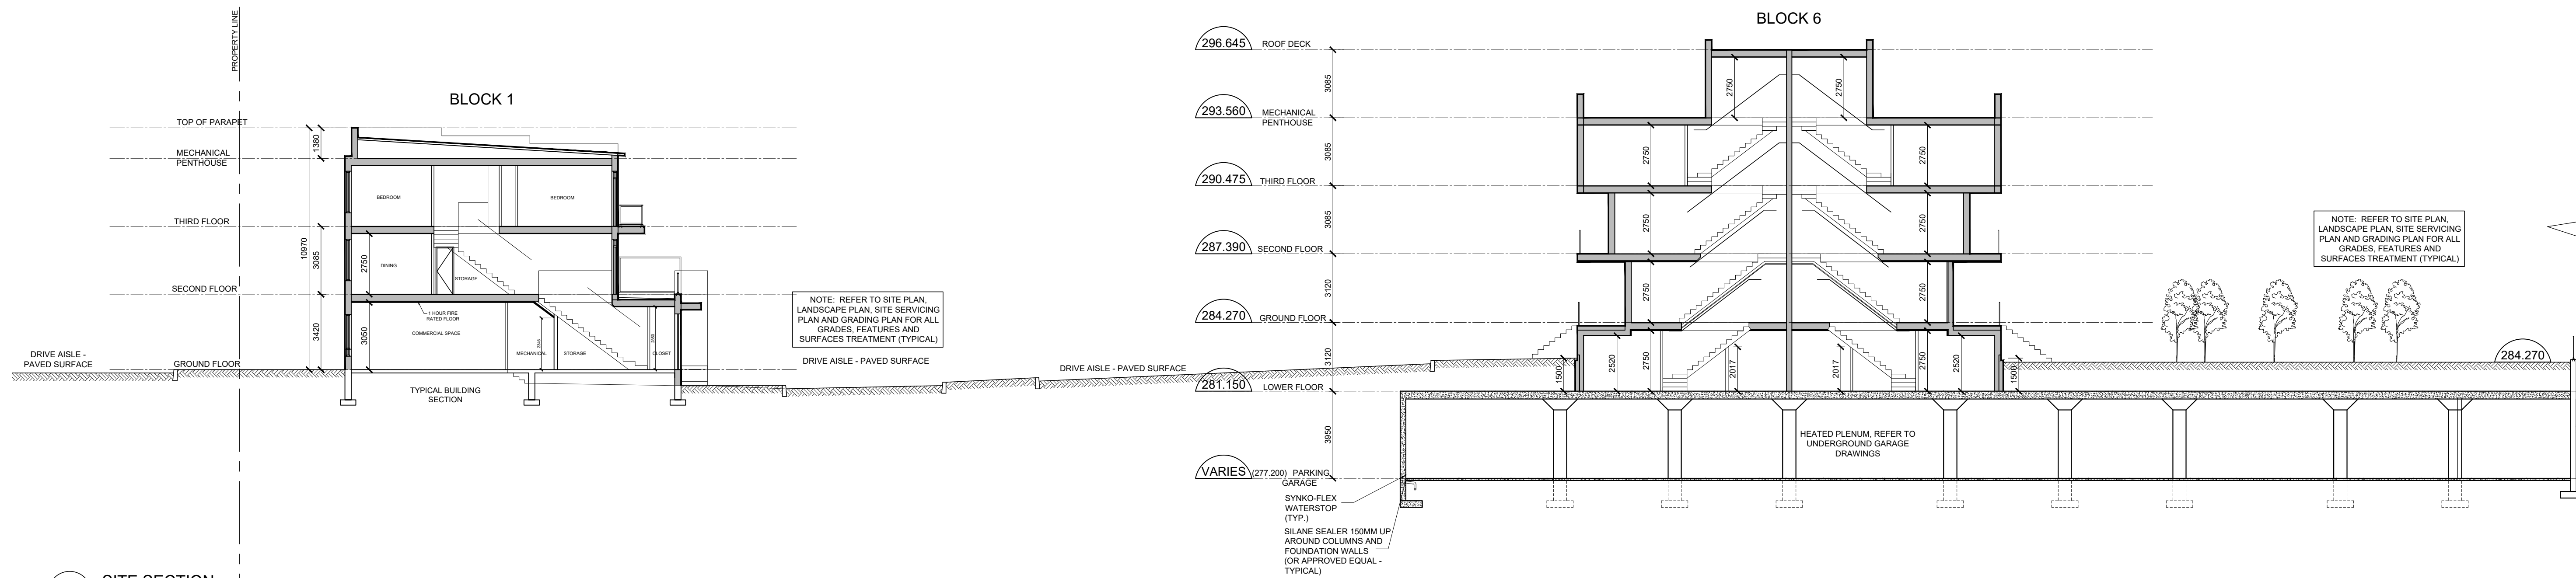 PROPERTY LINE
BLOCK 1
TOP OF PARAPET
MECHANICAL
PENTHOUSE
THIRD FLOOR
SECOND FLOOR
GROUND FLOOR
DRIVE AISLE -
PAVED SURFACE
10970
1380
3085
3420
2750
3050
BEDROOM
BEDROOM
DINING
STORAGE
1 HOUR FIRE
RATED FLOOR
COMMERCIAL SPACE
MECHANICAL
STORAGE
CLOSET
TYPICAL BUILDING
SECTION
NOTE: REFER TO SITE PLAN,
LANDSCAPE PLAN, SITE SERVICING
PLAN AND GRADING PLAN FOR ALL
GRADES, FEATURES AND
SURFACES TREATMENT (TYPICAL)
DRIVE AISLE - PAVED SURFACE
DRIVE AISLE - PAVED SURFACE
BLOCK 6
296.645 ROOF DECK
293.560 MECHANICAL
PENTHOUSE
290.475 THIRD FLOOR
287.390 SECOND FLOOR
284.270 GROUND FLOOR
281.150 LOWER FLOOR
VARIES (277.200) PARKING
GARAGE
3085
3085
3085
3120
3120
3950
2750
2750
2750
2750
2750
2750
2750
2750
1500
2520
2750
2017
2017
2750
2520
1500
SYNKO-FLEX
WATERSTOP
(TYP.)
SILANE SEALER 150MM UP
AROUND COLUMNS AND
FOUNDATION WALLS
(OR APPROVED EQUAL -
TYPICAL)
HEATED PLENUM, REFER TO
UNDERGROUND GARAGE
DRAWINGS
NOTE: REFER TO SITE PLAN,
LANDSCAPE PLAN, SITE SERVICING
PLAN AND GRADING PLAN FOR ALL
GRADES, FEATURES AND
SURFACES TREATMENT (TYPICAL)
284.270
SITE SECTION